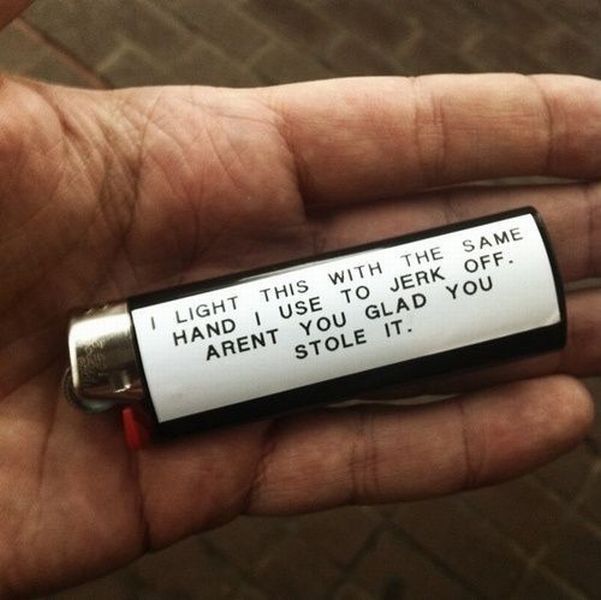 I LIGHT THIS WITH THE SAME
HAND I USE TO JERK OFF.
ARENT YOU GLAD YOU
STOLE IT.